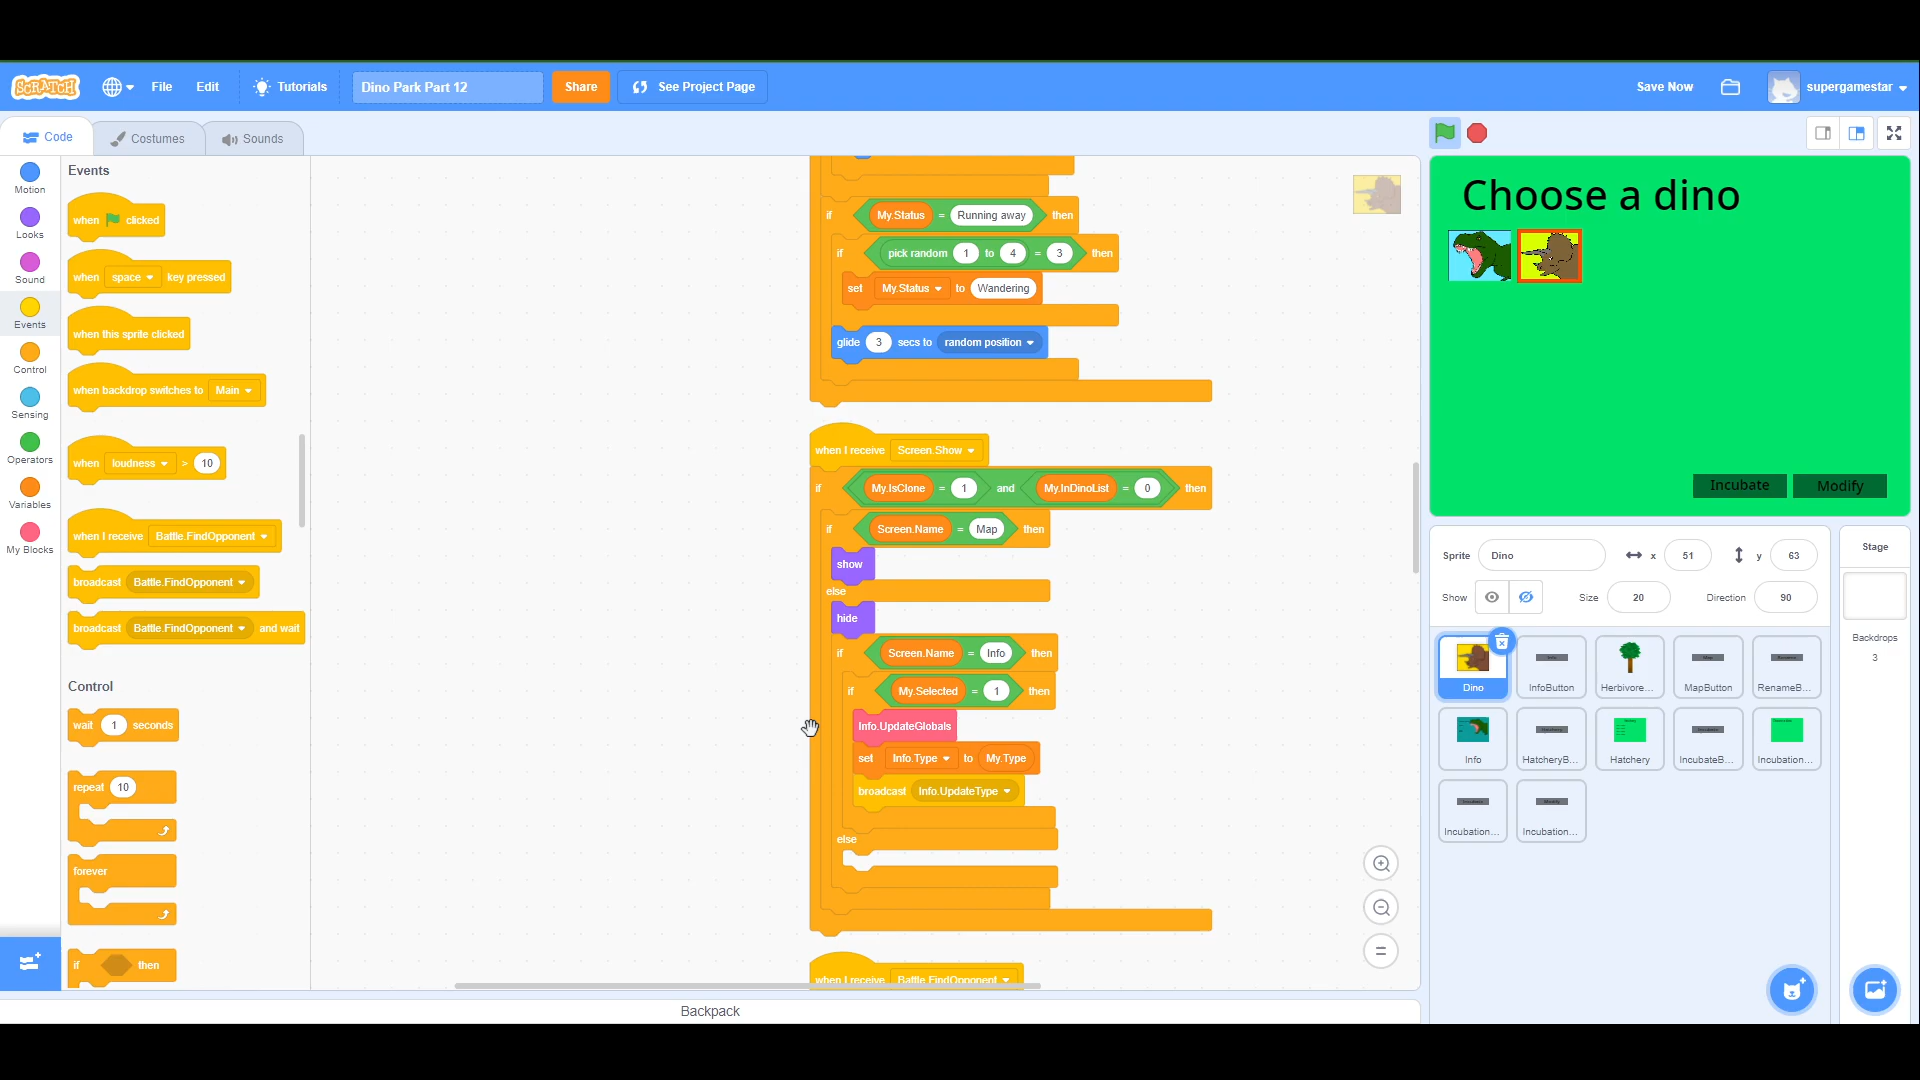 SCRATCH File Edit Tutorials Dino Park Part 12 Share See Project Page Save Now supergamestar
Code Costumes Sounds
Motion
Looks
Sound
Events
Control
Sensing
Operators
Variables
My Blocks
Events
when clicked
when space key pressed
when this sprite clicked
when backdrop switches to Main
when loudness > 10
when I receive Battle.FindOpponent
broadcast Battle.FindOpponent
broadcast Battle.FindOpponent and wait
Control
wait 1 seconds
repeat 10
forever
if then
if My.Status = Running away then
if pick random 1 to 4 = 3 then
set My.Status to Wandering
glide 3 secs to random position
when I receive Screen.Show
if My.IsClone = 1 and My.InDinoList = 0 then
if Screen.Name = Map then
show
else
hide
if Screen.Name = Info then
if My.Selected = 1 then
Info.UpdateGlobals
set Info.Type to My.Type
broadcast Info.UpdateType
else
when I receive Battle.FindOpponent
Backpack
Choose a dino
Incubate Modify
Sprite Dino x 51 y 63
Show Size 20 Direction 90
Dino InfoButton Herbivore... MapButton RenameB...
Info HatcheryB... Hatchery IncubateB... Incubation...
Incubation... Incubation...
Stage
Backdrops
3